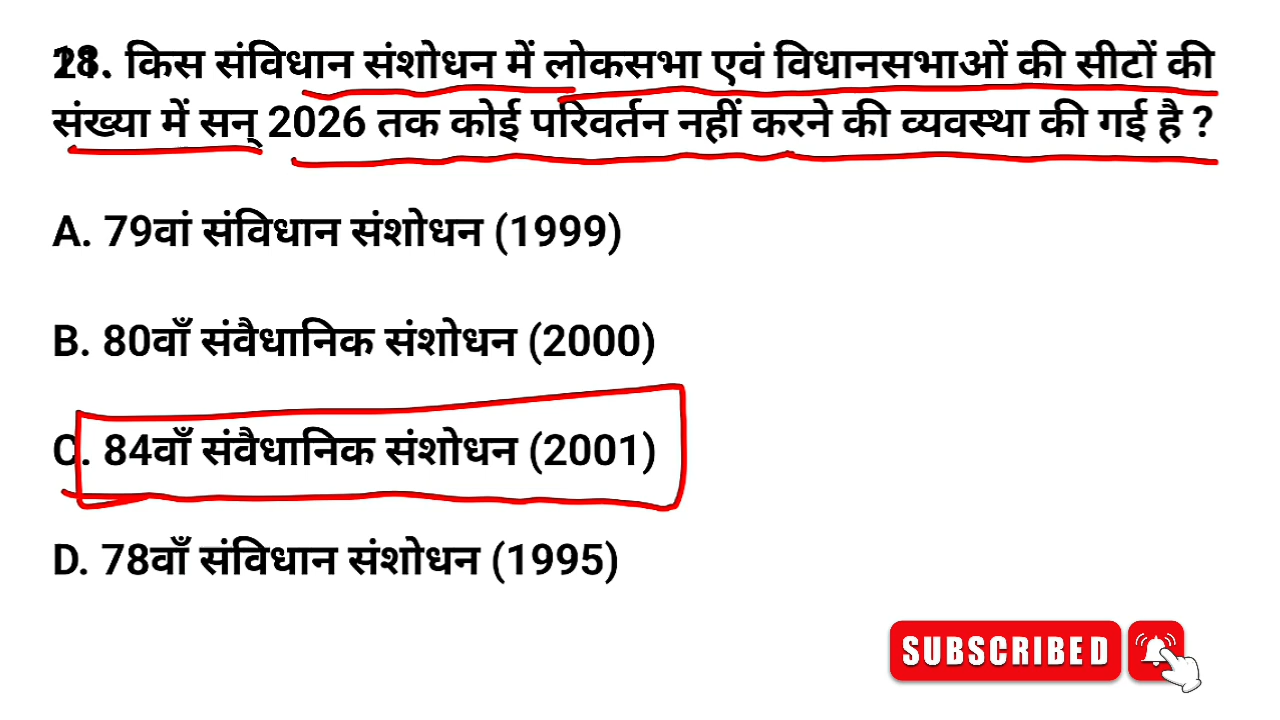 किस संविधान संशोधन में लोकसभा एवं विधानसभाओं की सीटों की
संख्या में सन् 2026 तक कोई परिवर्तन नहीं करने की व्यवस्था की गई है ?
A. 79वां संविधान संशोधन (1999)
B. 80वाँ संवैधानिक संशोधन (2000)
C. 84वाँ संवैधानिक संशोधन (2001)
D. 78वाँ संविधान संशोधन (1995)
SUBSCRIBED